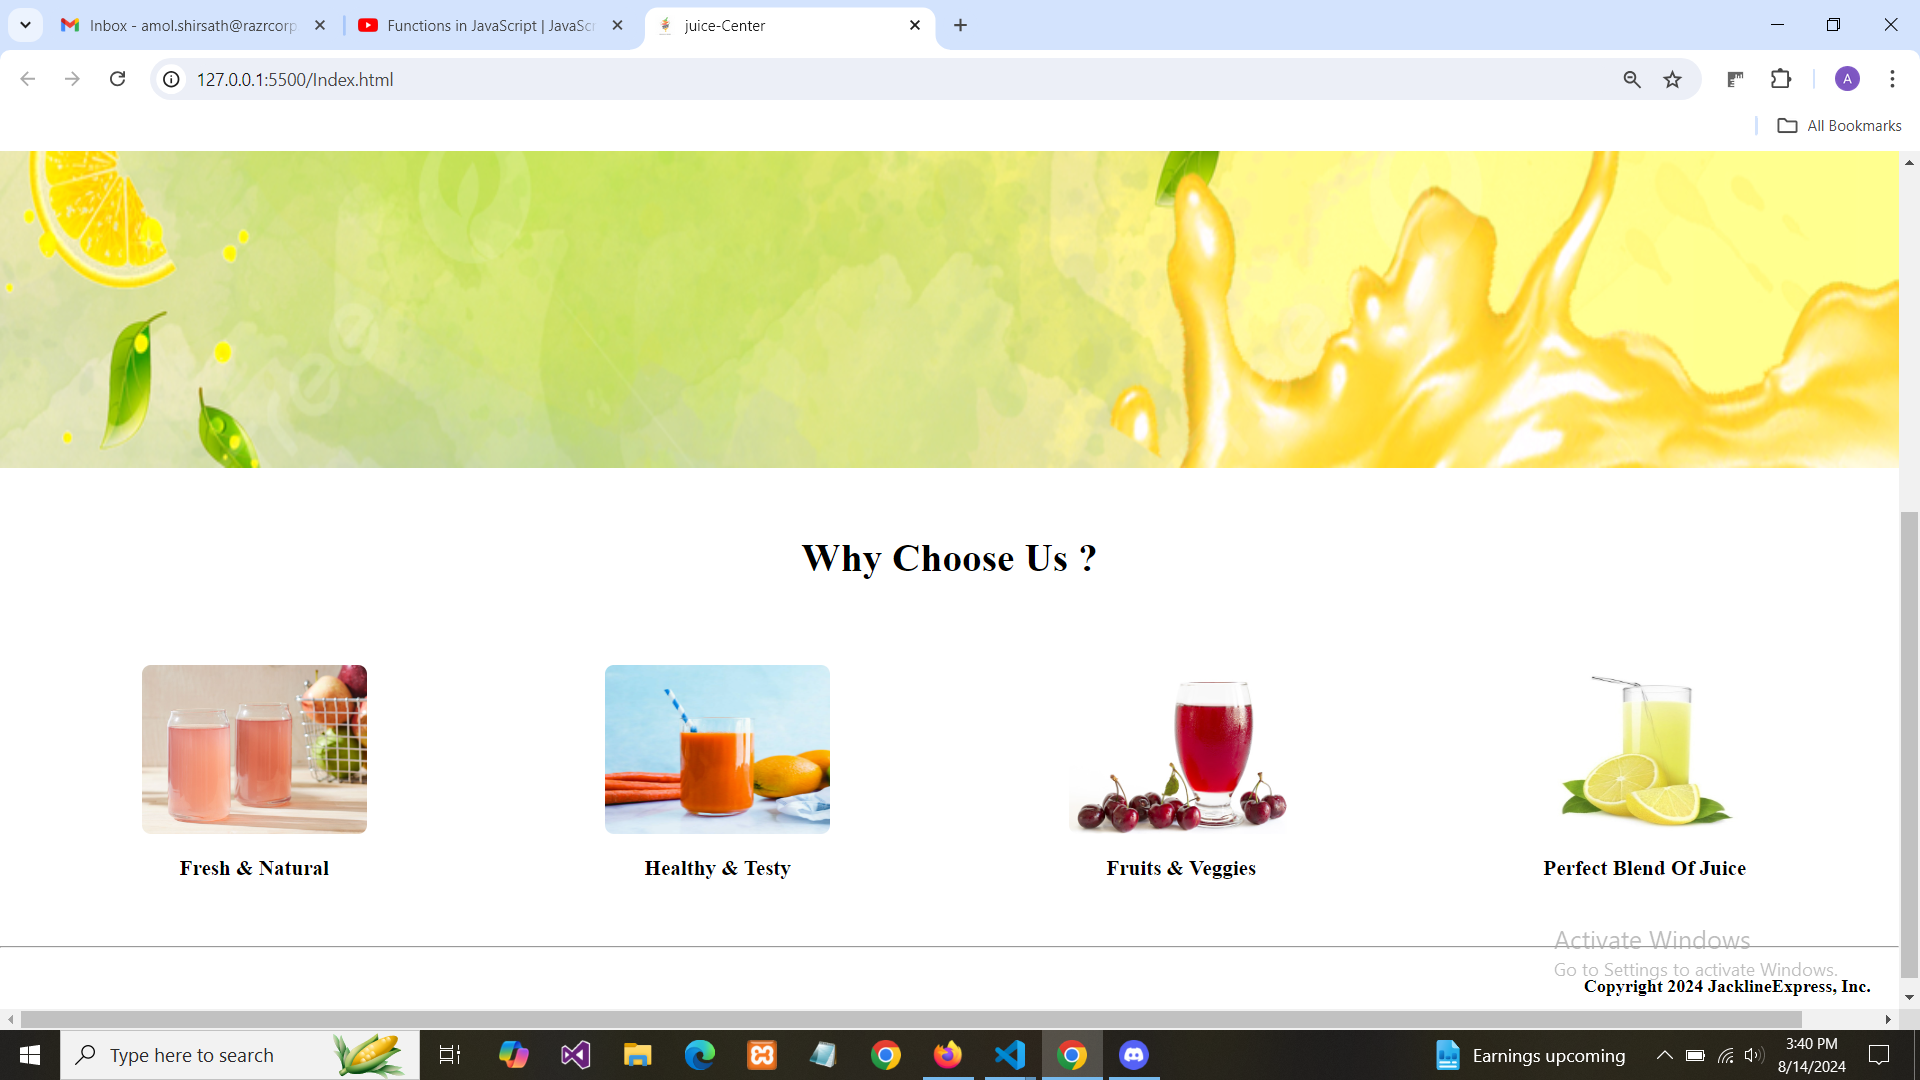 Inbox - amol.shirsath@razrcorp
Functions in JavaScript | JavaSc
juice-Center
127.0.0.1:5500/Index.html
A
All Bookmarks
Why Choose Us ?
Fresh & Natural
Healthy & Testy
Fruits & Veggies
Perfect Blend Of Juice
Activate Windows
Go to Settings to activate Windows.
Copyright 2024 JacklineExpress, Inc.
Type here to search
Earnings upcoming
3:40 PM
8/14/2024